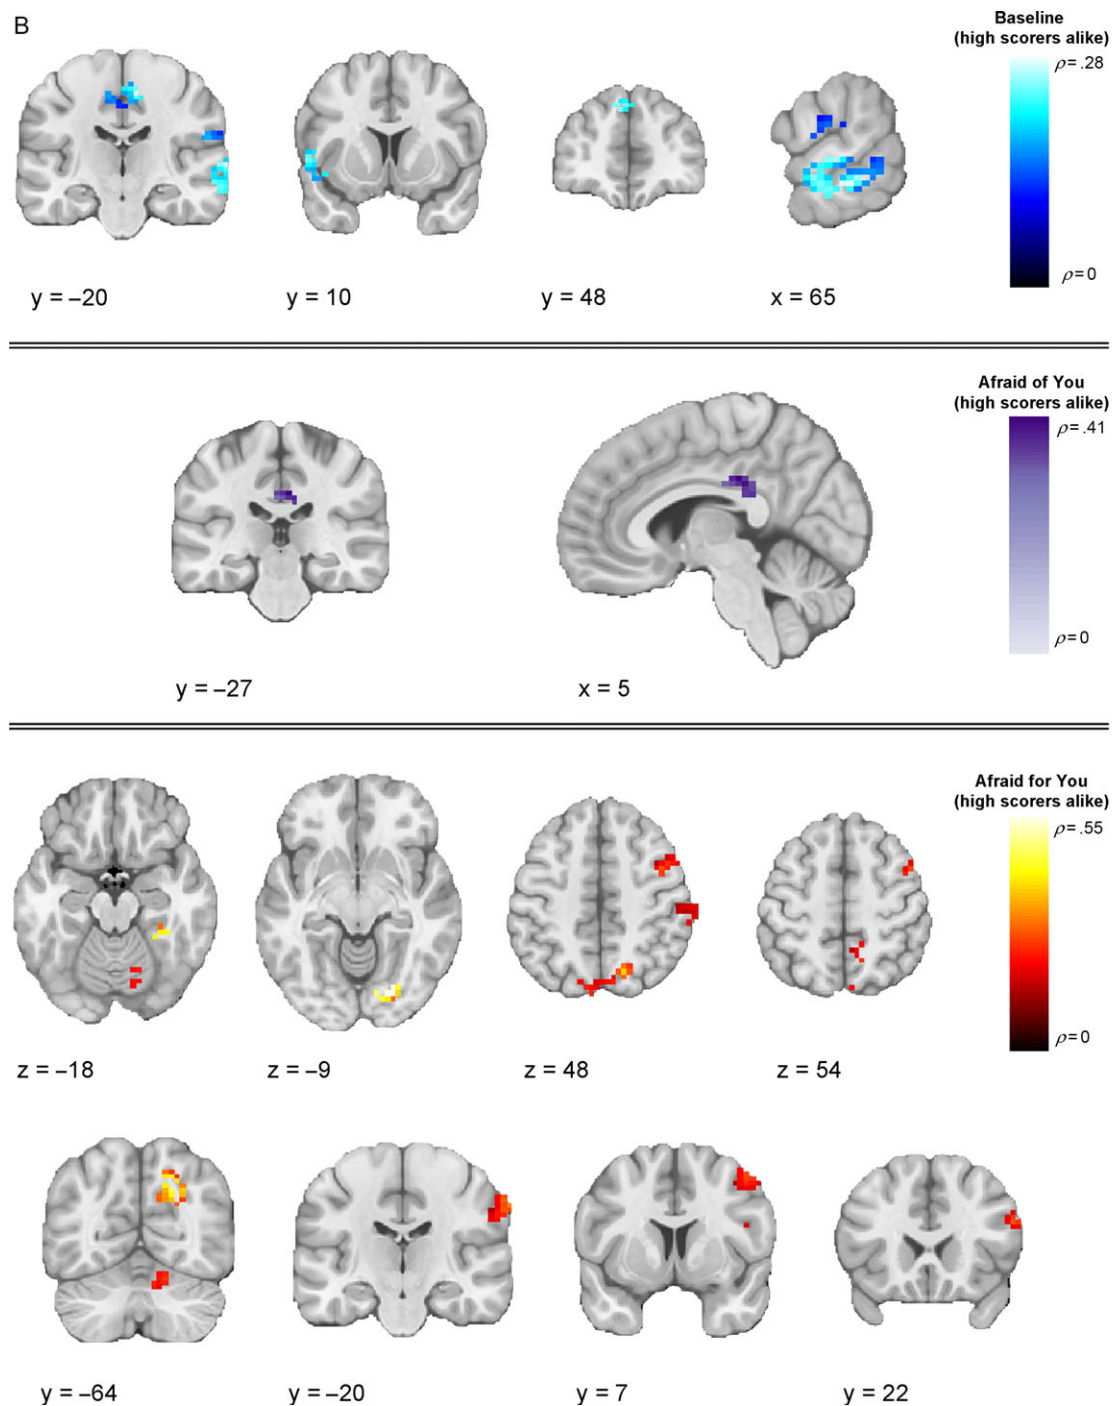 B
Baseline
(high scorers alike)
ρ= .28
ρ=0
y = –20
y = 10
y = 48
x = 65
Afraid of You
(high scorers alike)
ρ=.41
ρ=0
y = –27
x = 5
Afraid for You
(high scorers alike)
ρ=.55
ρ=0
z = –18
z = –9
z = 48
z = 54
y = –64
y = –20
y = 7
y = 22